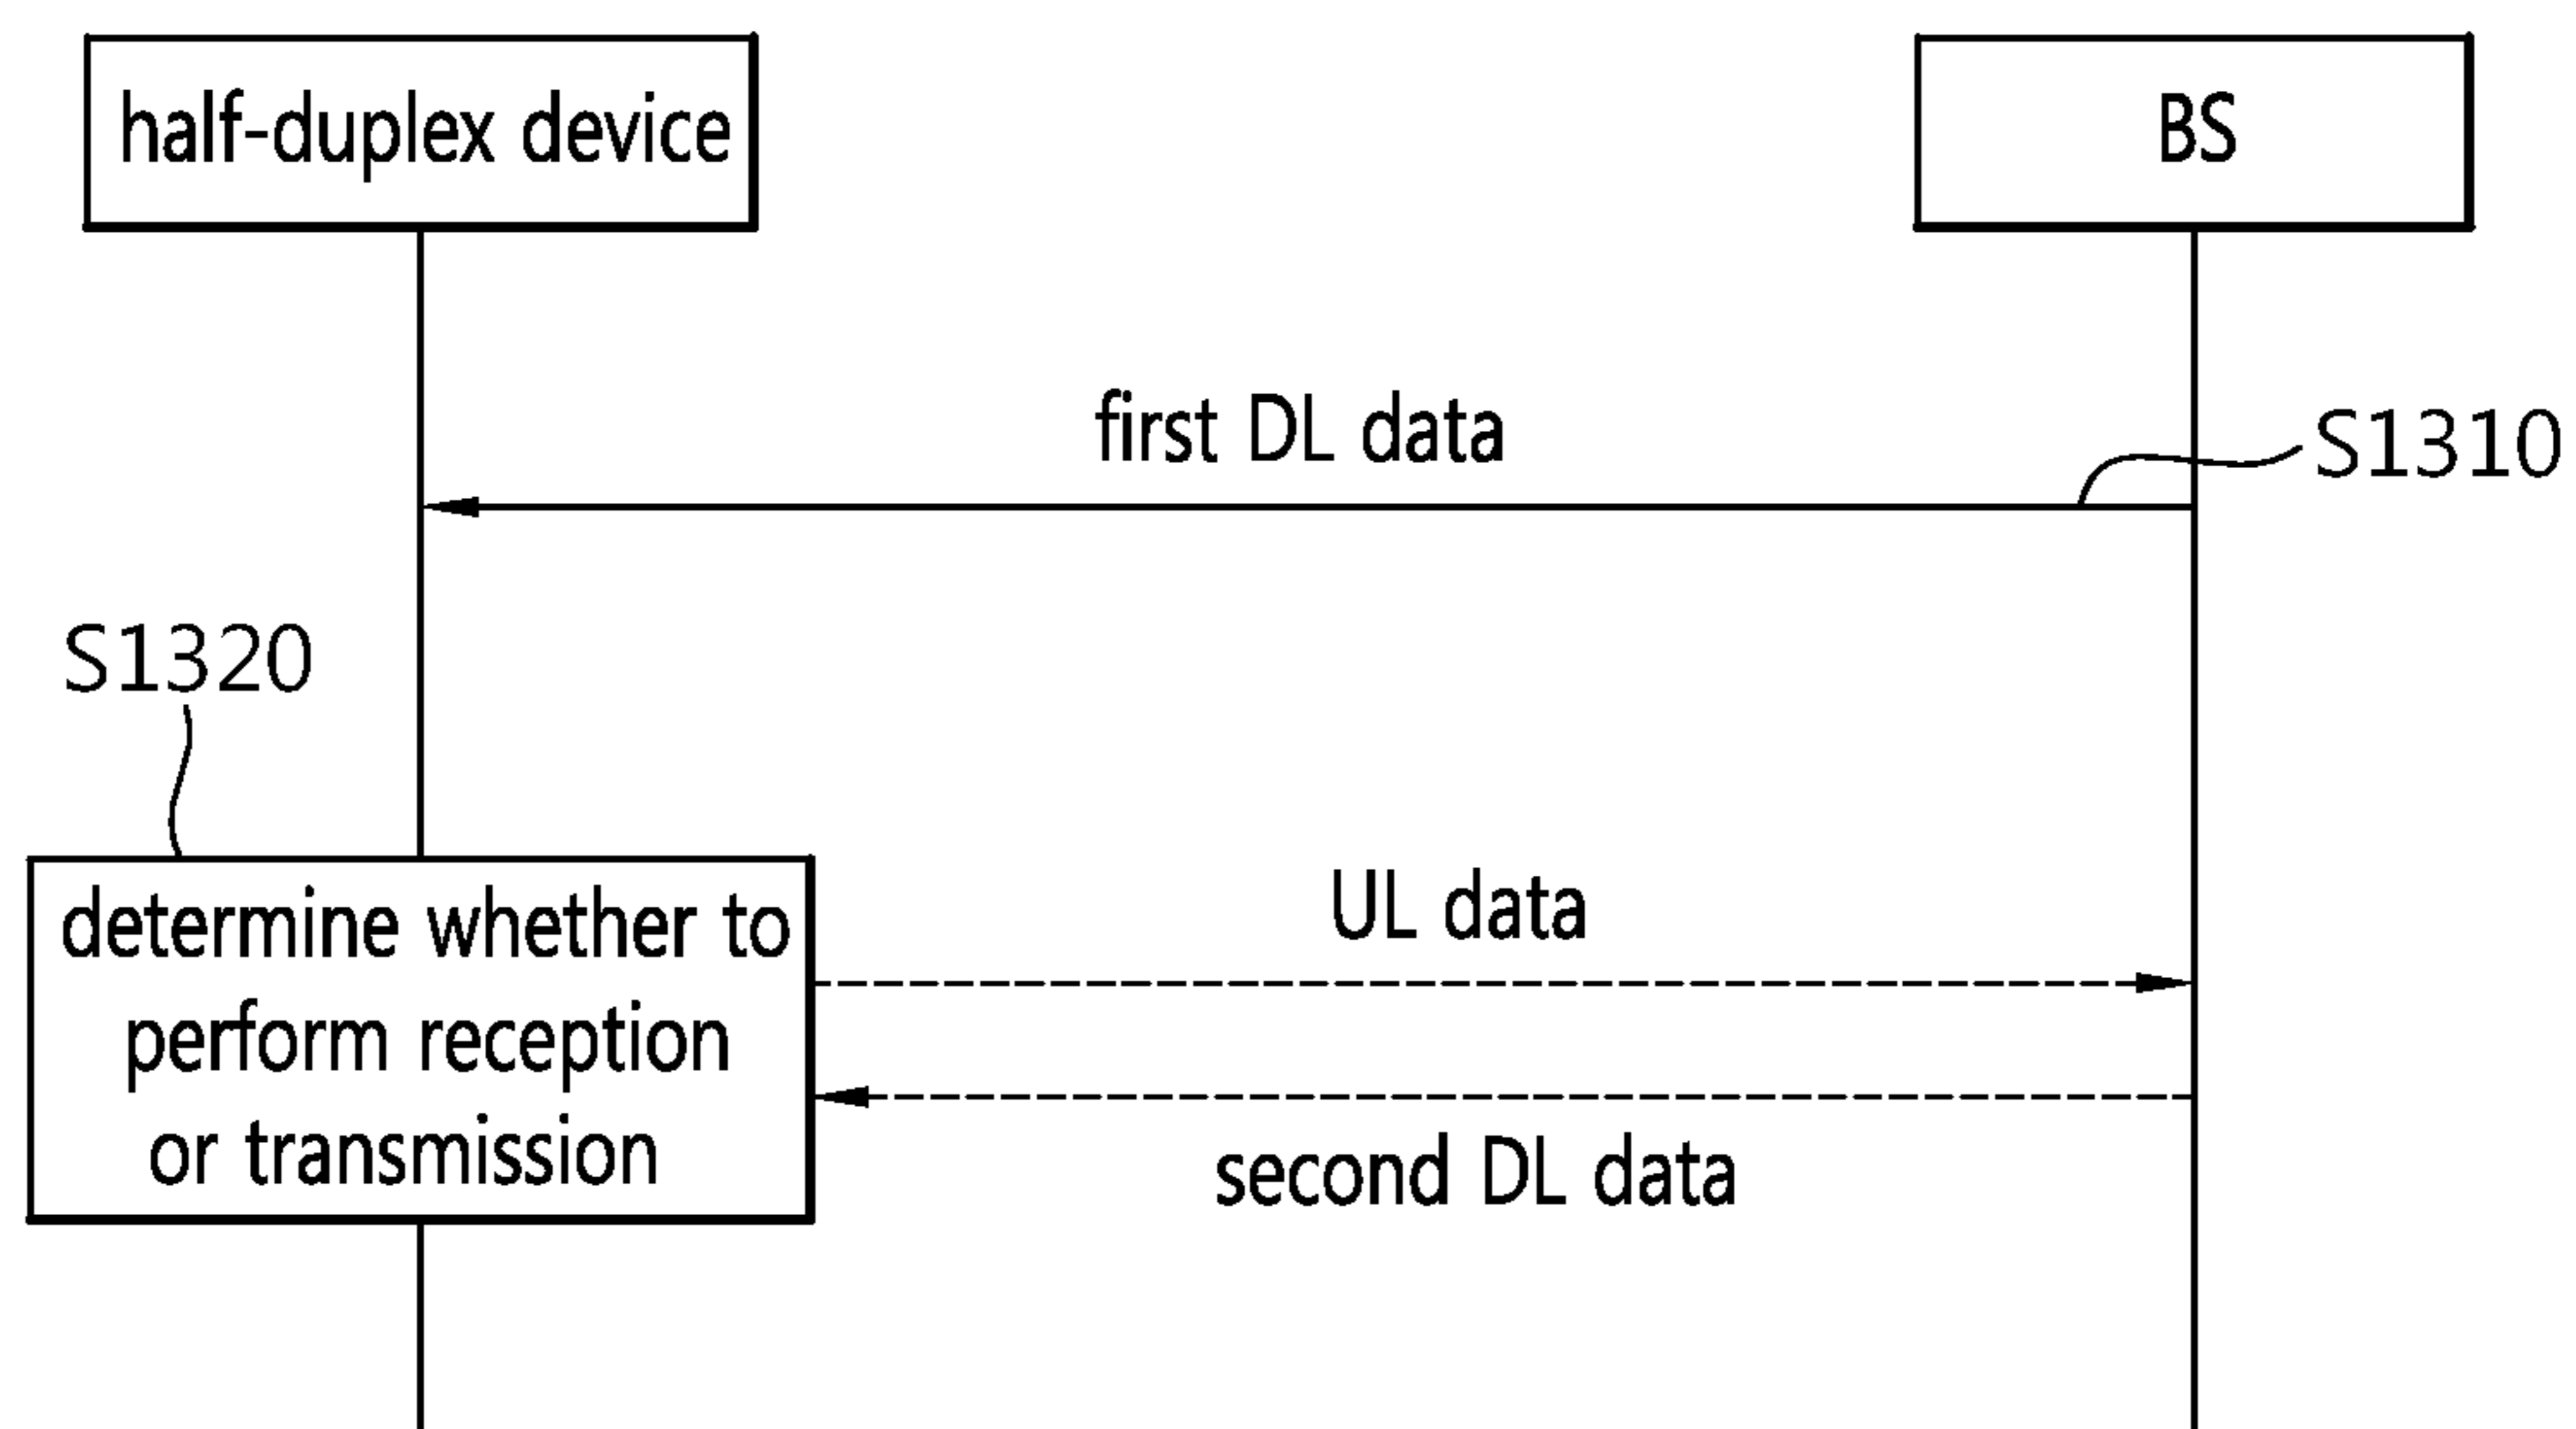 half-duplex device
BS
first DL data
S1310
S1320
determine whether to
perform reception
or transmission
UL data
second DL data